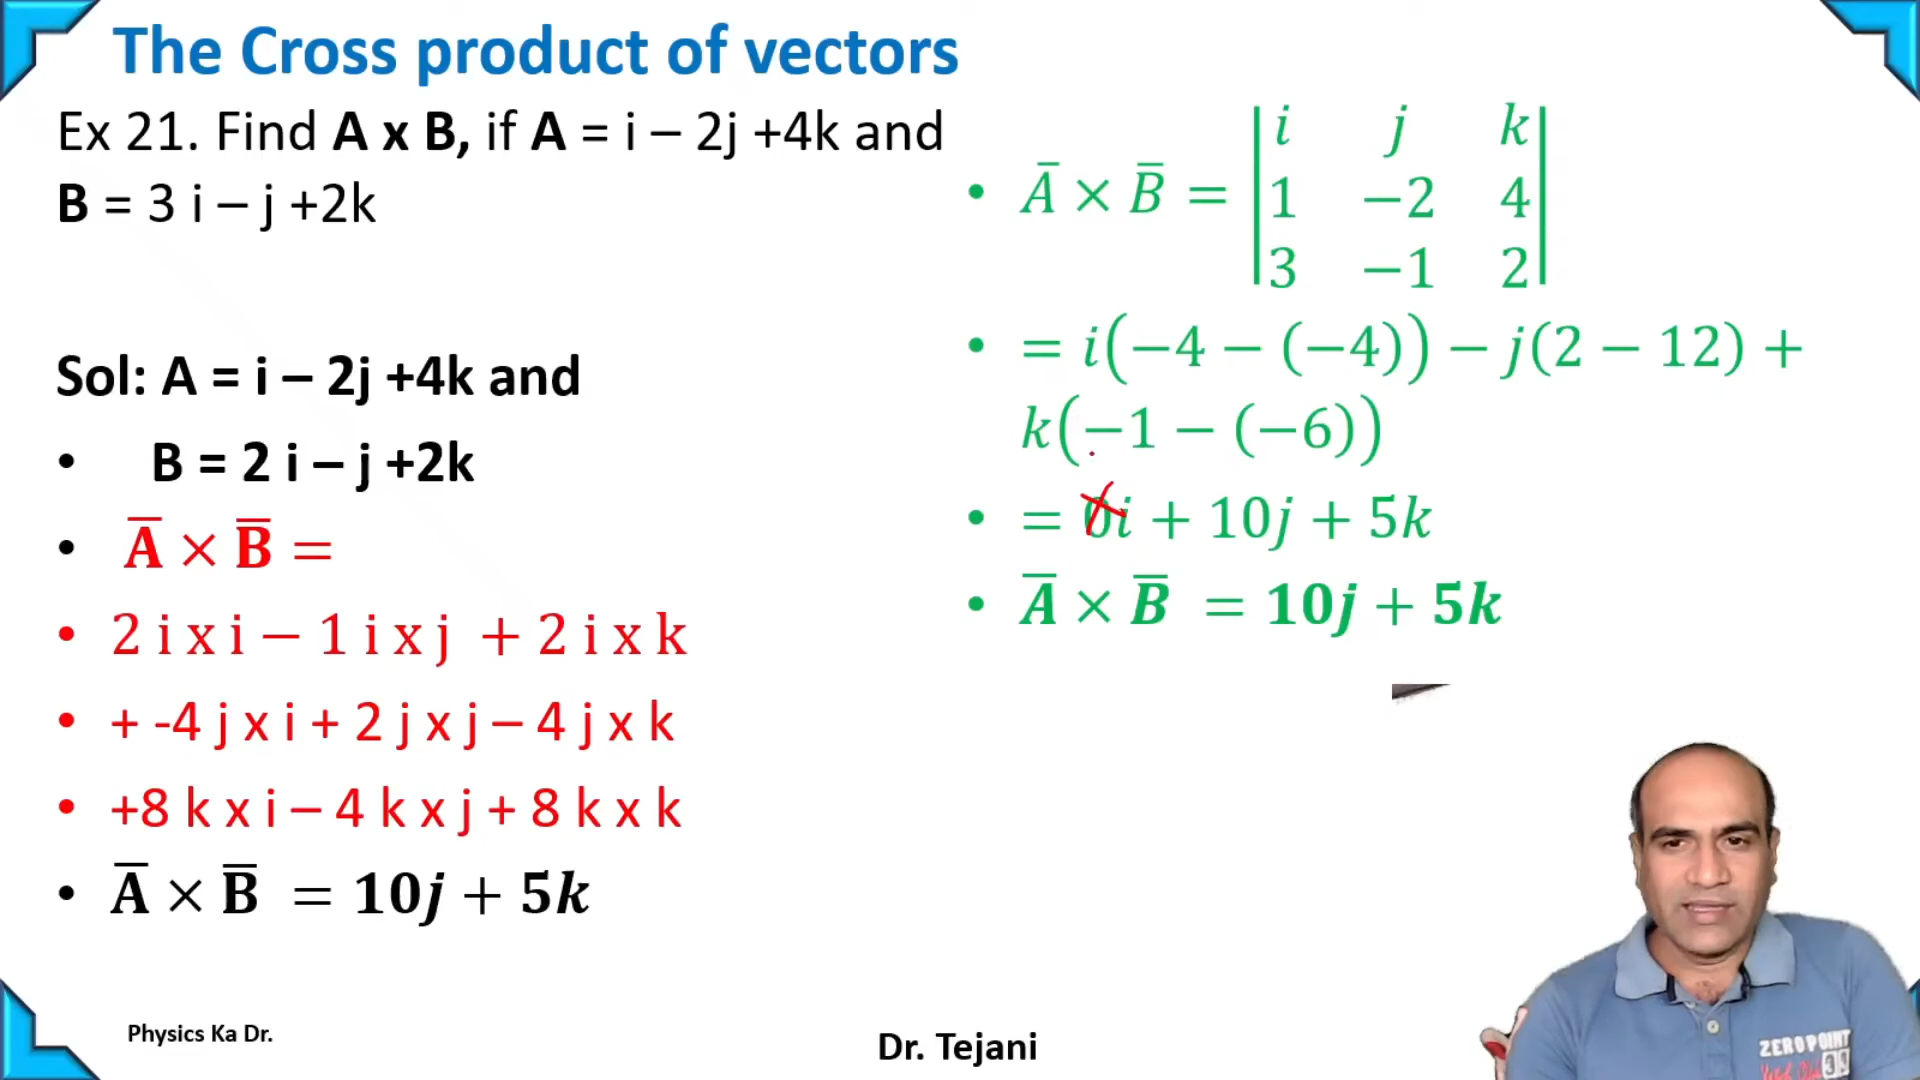 The Cross product of vectors
Ex 21. Find A x B, if A = i – 2j +4k and
B = 3 i – j +2k
Sol: A = i – 2j +4k and
• B = 2 i – j +2k
• A̅ × B̅ =
• 2 i x i – 1 i x j + 2 i x k
• + -4 j x i + 2 j x j – 4 j x k
• +8 k x i – 4 k x j + 8 k x k
• A̅ × B̅ = 10j + 5k
• A̅ × B̅ = | i j k |
| 1 −2 4 |
| 3 −1 2 |
• = i(−4 − (−4)) − j(2 − 12) +
k(−1 − (−6))
• = 0i + 10j + 5k
• A̅ × B̅ = 10j + 5k
Physics Ka Dr.
Dr. Tejani
ZEROPOINT